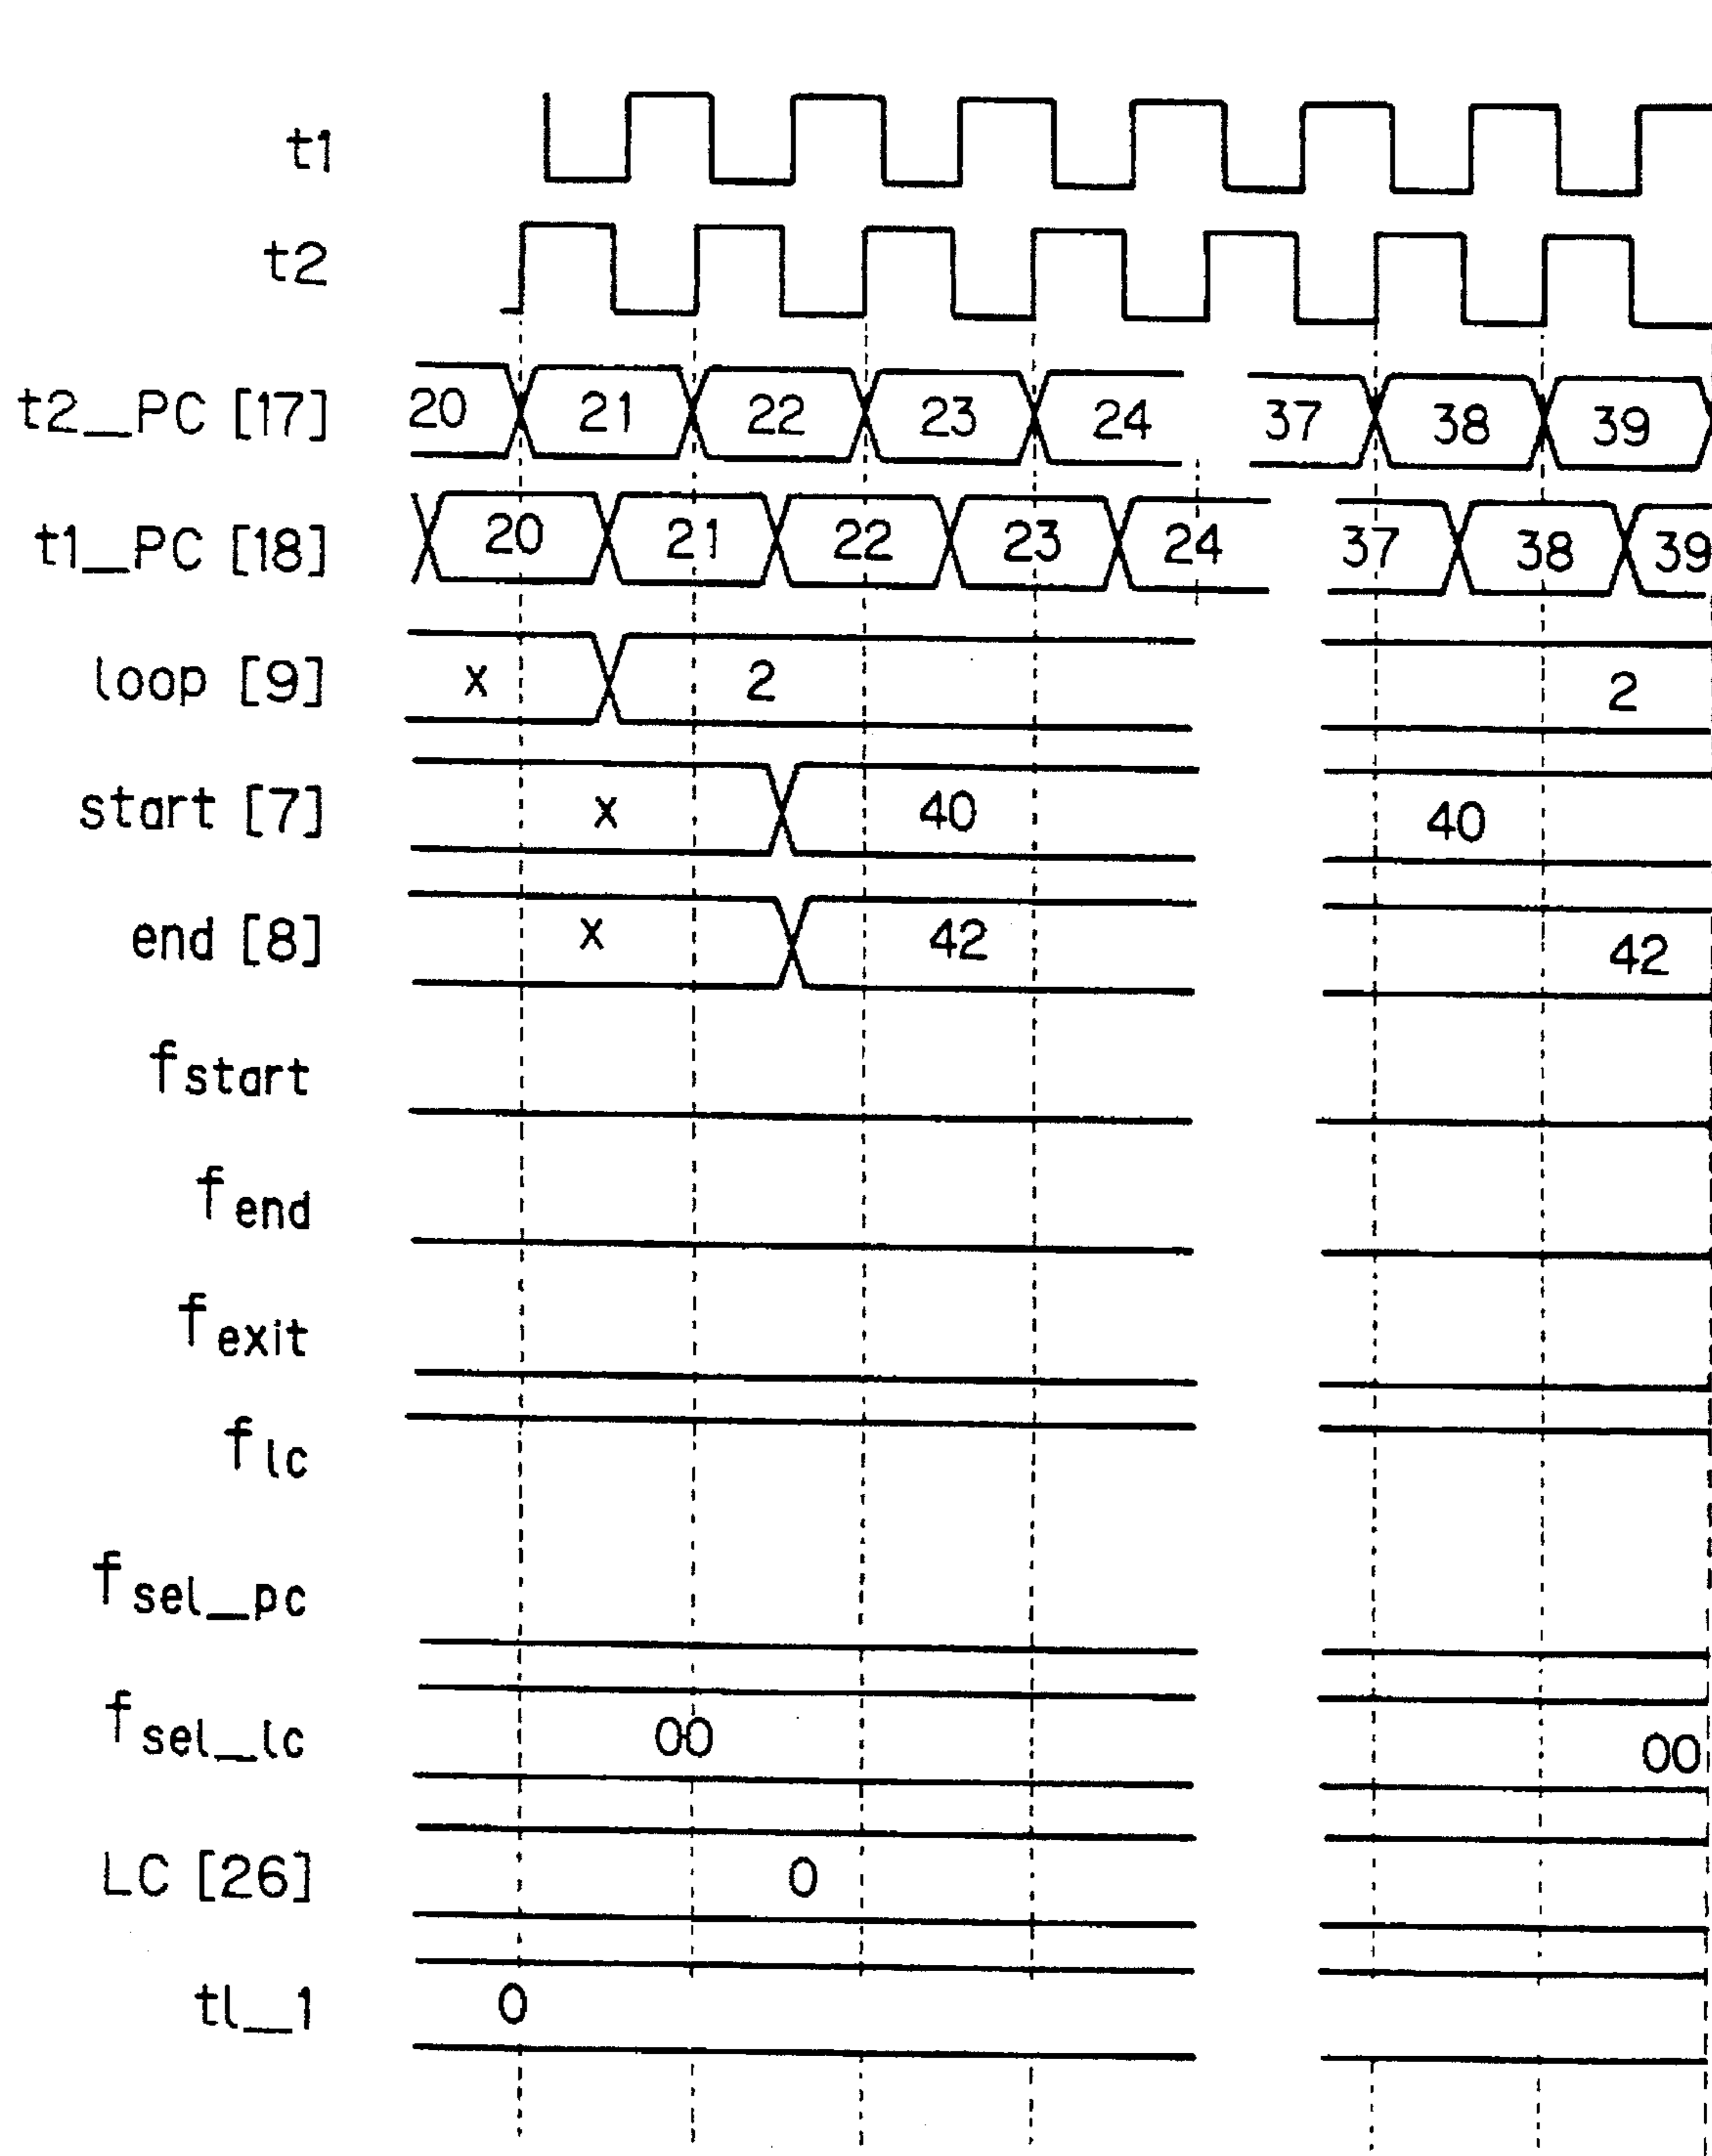 t1
t2
t2_PC [17] 20 21 22 23 24 37 38 39
t1_PC [18] 20 21 22 23 24 37 38 39
loop [9] x 2 2
start [7] x 40 40
end [8] x 42 42
fstart
fend
fexit
flc
fsel_pc
fsel_lc 00 00
LC [26] 0
tl_1 0